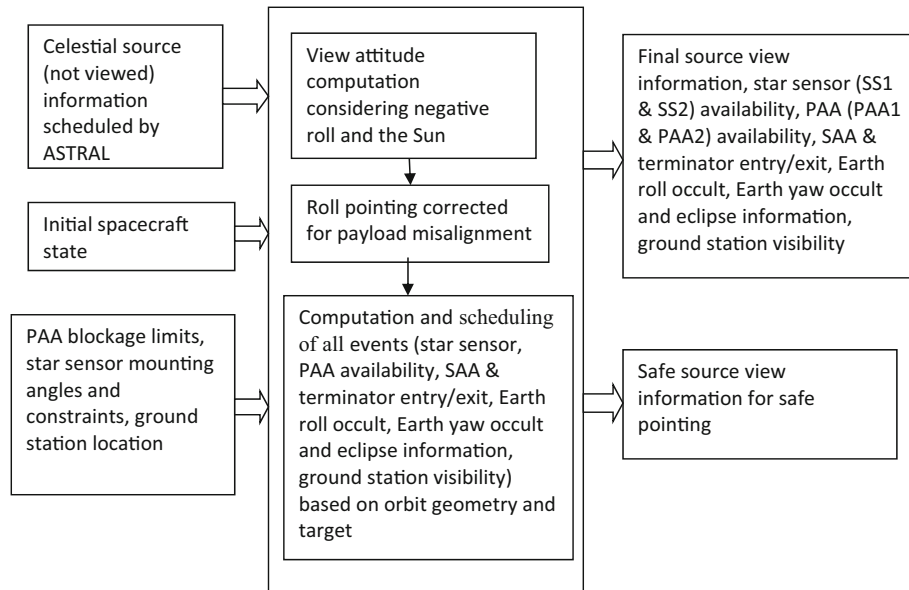 Celestial source
(not viewed)
information
scheduled by
ASTRAL
Initial spacecraft
state
PAA blockage limits,
star sensor mounting
angles and
constraints, ground
station location
View attitude
computation
considering negative
roll and the Sun
Roll pointing corrected
for payload misalignment
Computation and scheduling
of all events (star sensor,
PAA availability, SAA &
terminator entry/exit, Earth
roll occult, Earth yaw occult
and eclipse information,
ground station visibility)
based on orbit geometry and
target
Final source view
information, star sensor (SS1
& SS2) availability, PAA (PAA1
& PAA2) availability, SAA &
terminator entry/exit, Earth
roll occult, Earth yaw occult
and eclipse information,
ground station visibility
Safe source view
information for safe
pointing